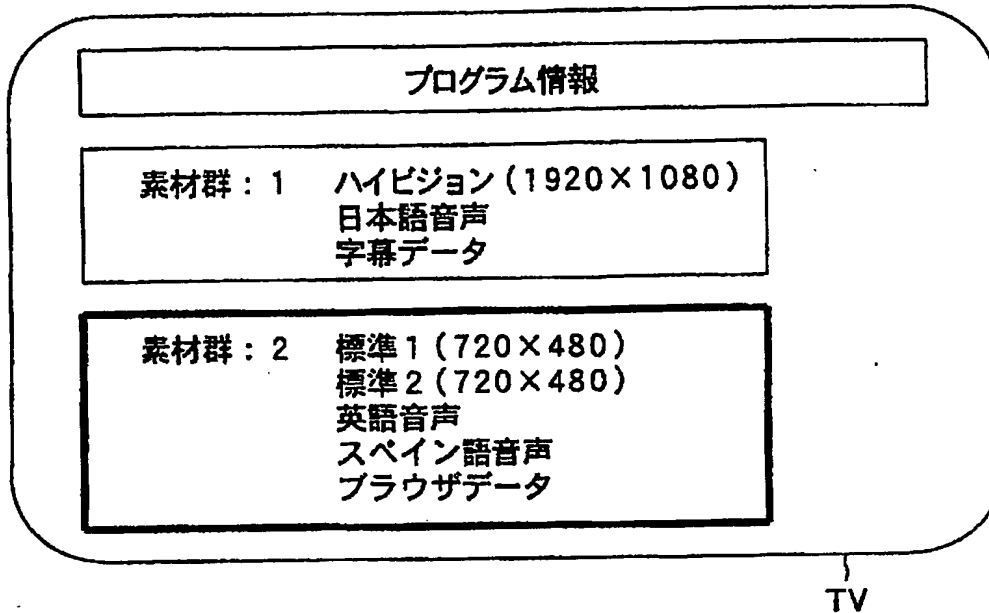 プログラム情報
素材群：1 ハイビジョン(1920×1080)
日本語音声
字幕データ
素材群：2 標準1(720×480)
標準2(720×480)
英語音声
スペイン語音声
ブラウザデータ
TV